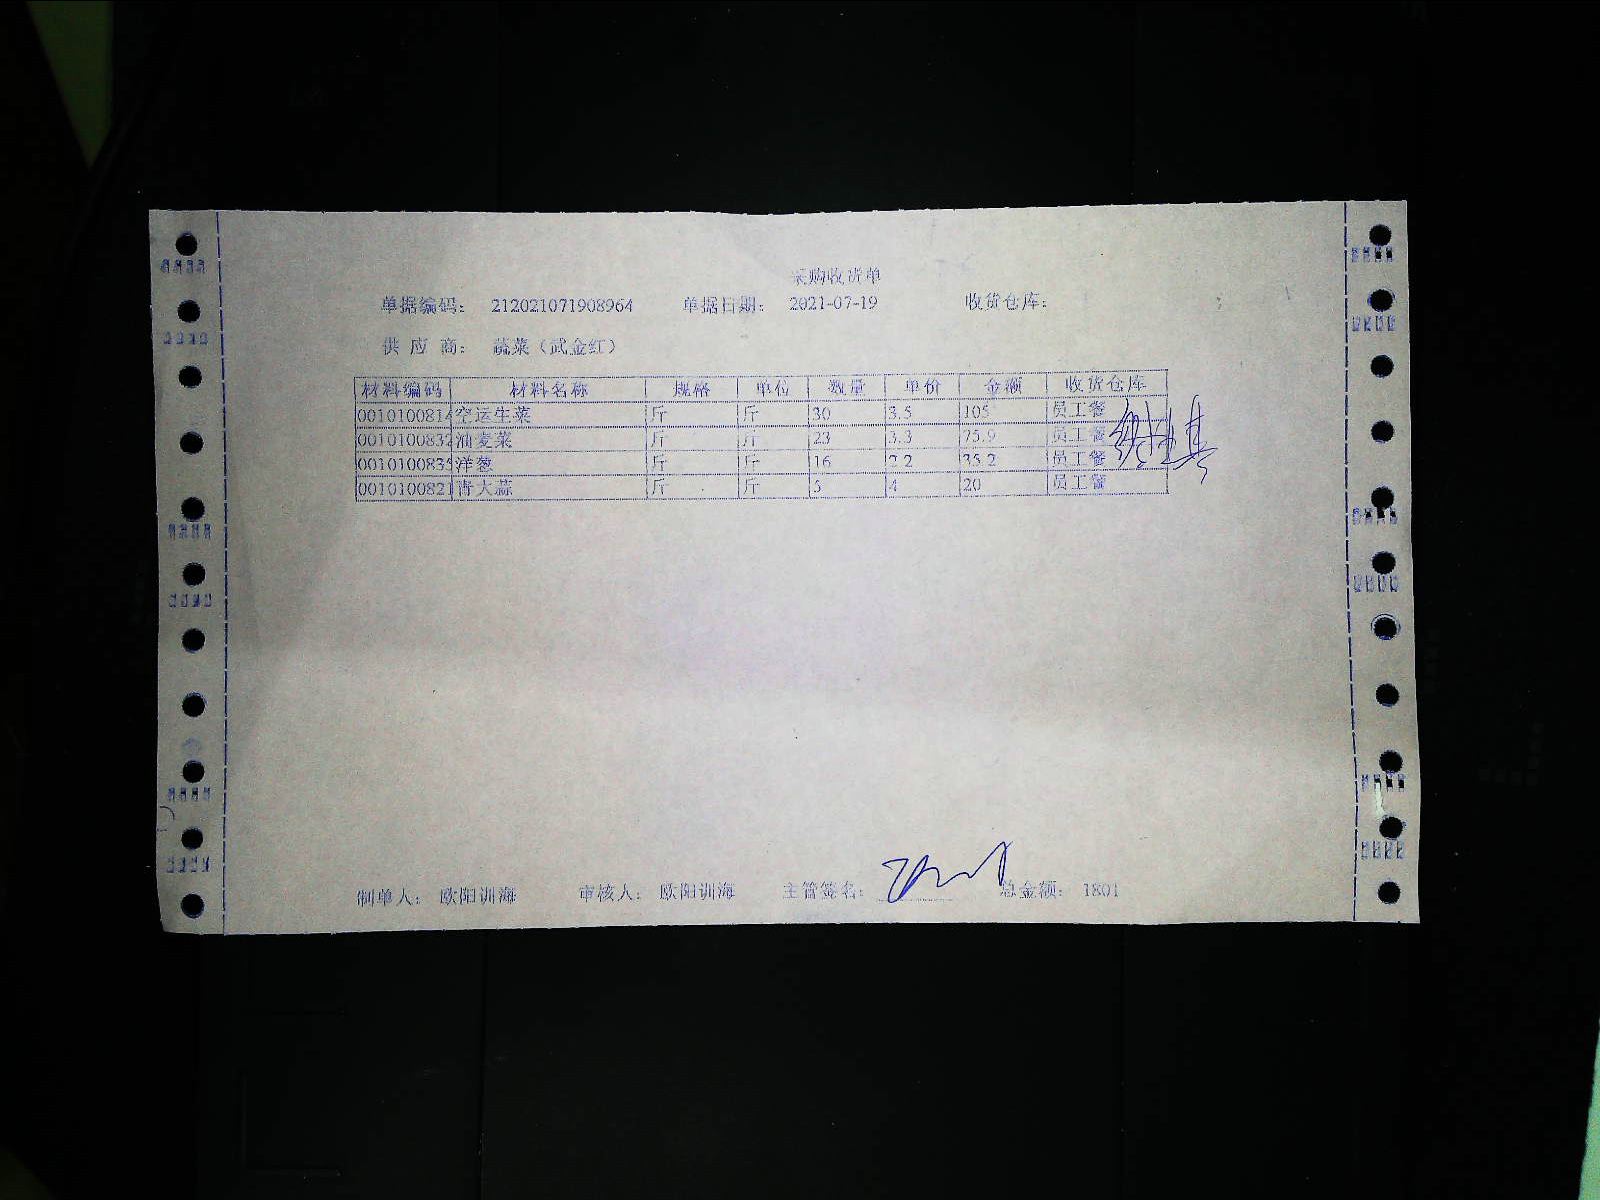 采购收货单
单据编码: 212021071908964 单据日期: 2021-07-19 收货仓库:
供 应 商: 蔬菜(武金红)
材料编码 材料名称 规格 单位 数量 单价 金额 收货仓库
0010100814 空运生菜 斤 斤 30 3.5 105 员工餐
0010100832 油麦菜 斤 斤 23 3.3 75.9 员工餐
001010083 洋葱 斤 斤 16 2.2 35.2 员工餐
0010100821 青大蒜 斤 斤 5 4 20 员工餐
制单人: 欧阳训海 审核人: 欧阳训海 主管签名: 总金额: 1801